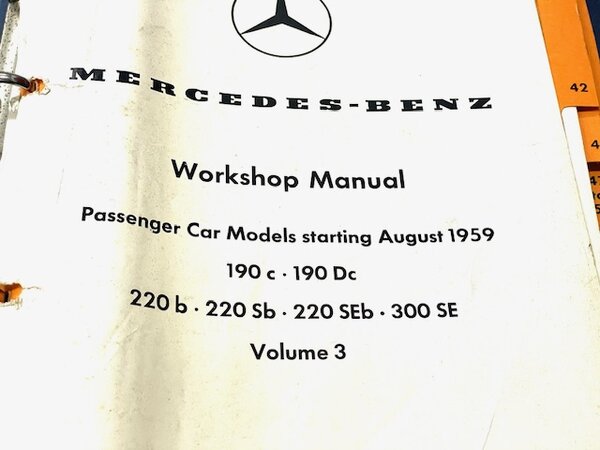 MERCEDES-BENZ
Workshop Manual
Passenger Car Models starting August 1959
190 c · 190 Dc
220 b · 220 Sb · 220 SEb · 300 SE
Volume 3
42